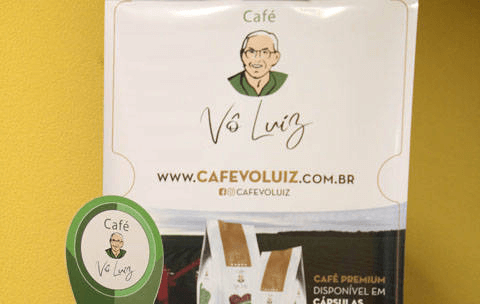 Café
Vô Luiz
WWW.CAFEVOLUIZ.COM.BR
CAFEVOLUIZ
Café
Vô Luiz
CAFÉ PREMIUM
DISPONÍVEL EM
CÁPSULAS